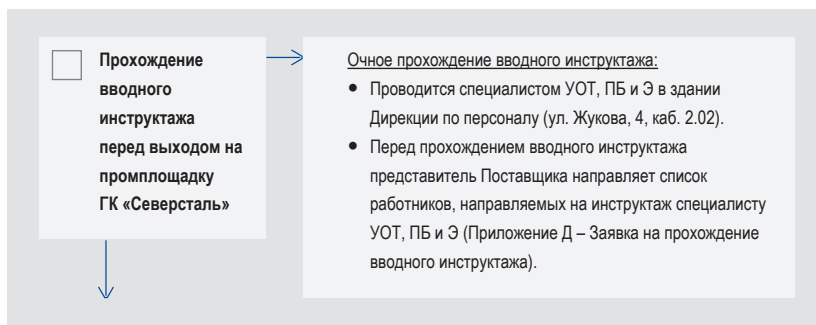 Прохождение
вводного
инструктажа
перед выходом на
промплощадку
ГК «Северсталь»
Очное прохождение вводного инструктажа:
• Проводится специалистом УОТ, ПБ и Э в здании
Дирекции по персоналу (ул. Жукова, 4, каб. 2.02).
• Перед прохождением вводного инструктажа
представитель Поставщика направляет список
работников, направляемых на инструктаж специалисту
УОТ, ПБ и Э (Приложение Д – Заявка на прохождение
вводного инструктажа).